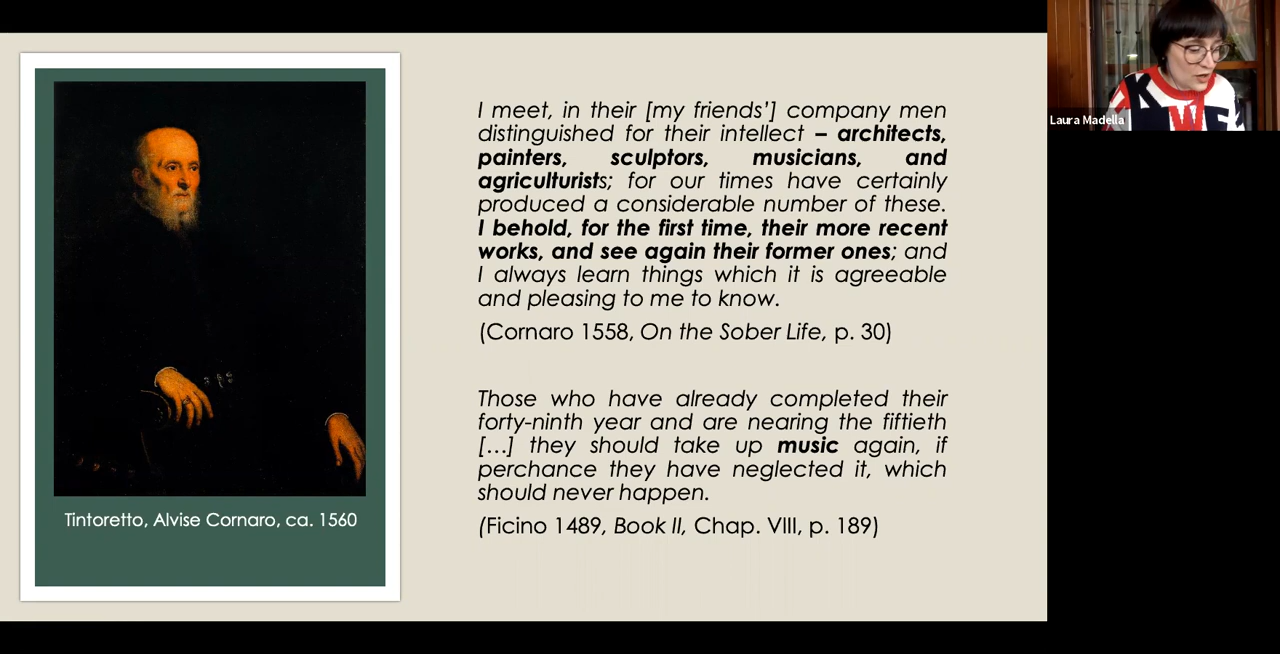 I meet, in their [my friends'] company men
distinguished for their intellect – architects,
painters, sculptors, musicians, and
agriculturists; for our times have certainly
produced a considerable number of these.
I behold, for the first time, their more recent
works, and see again their former ones; and
I always learn things which it is agreeable
and pleasing to me to know.
(Cornaro 1558, On the Sober Life, p. 30)
Those who have already completed their
forty-ninth year and are nearing the fiftieth
[...] they should take up music again, if
perchance they have neglected it, which
should never happen.
(Ficino 1489, Book II, Chap. VIII, p. 189)
Tintoretto, Alvise Cornaro, ca. 1560
Laura Madella